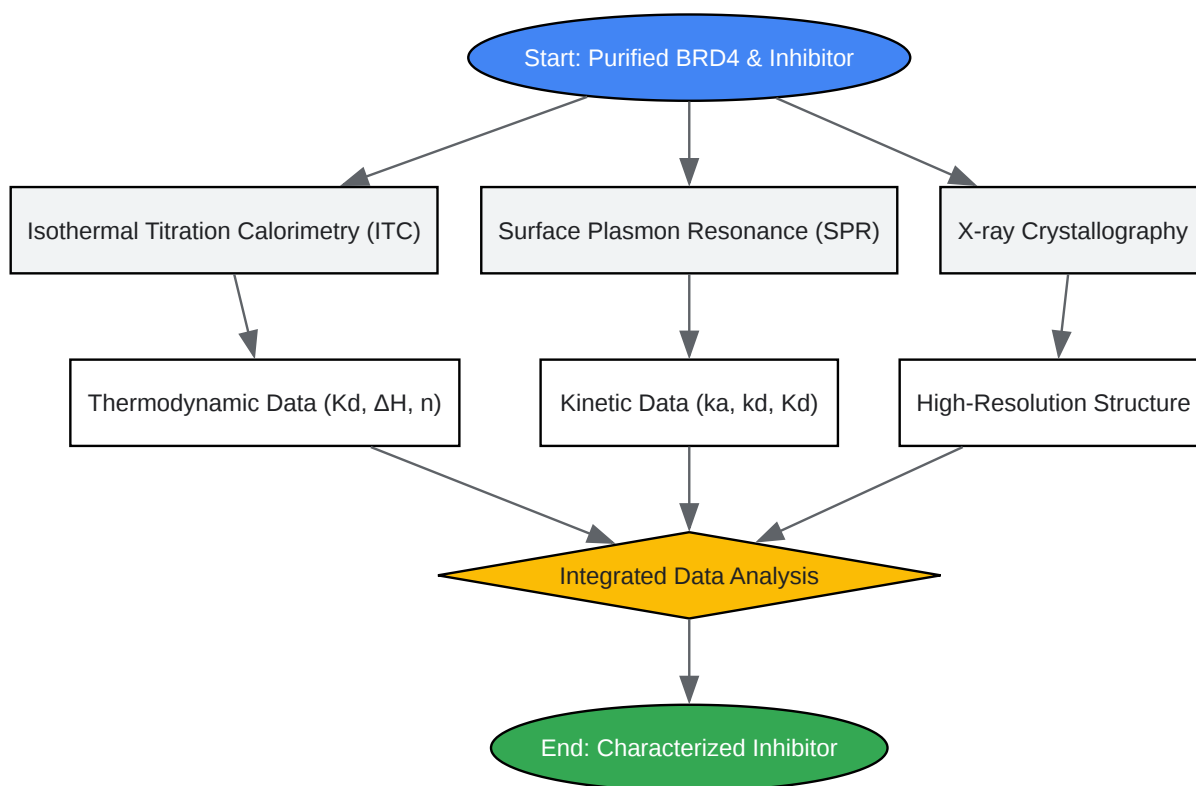 Start: Purified BRD4 & Inhibitor
Isothermal Titration Calorimetry (ITC)
Surface Plasmon Resonance (SPR)
X-ray Crystallography
Thermodynamic Data (Kd, ΔH, n)
Kinetic Data (ka, kd, Kd)
High-Resolution Structure
Integrated Data Analysis
End: Characterized Inhibitor